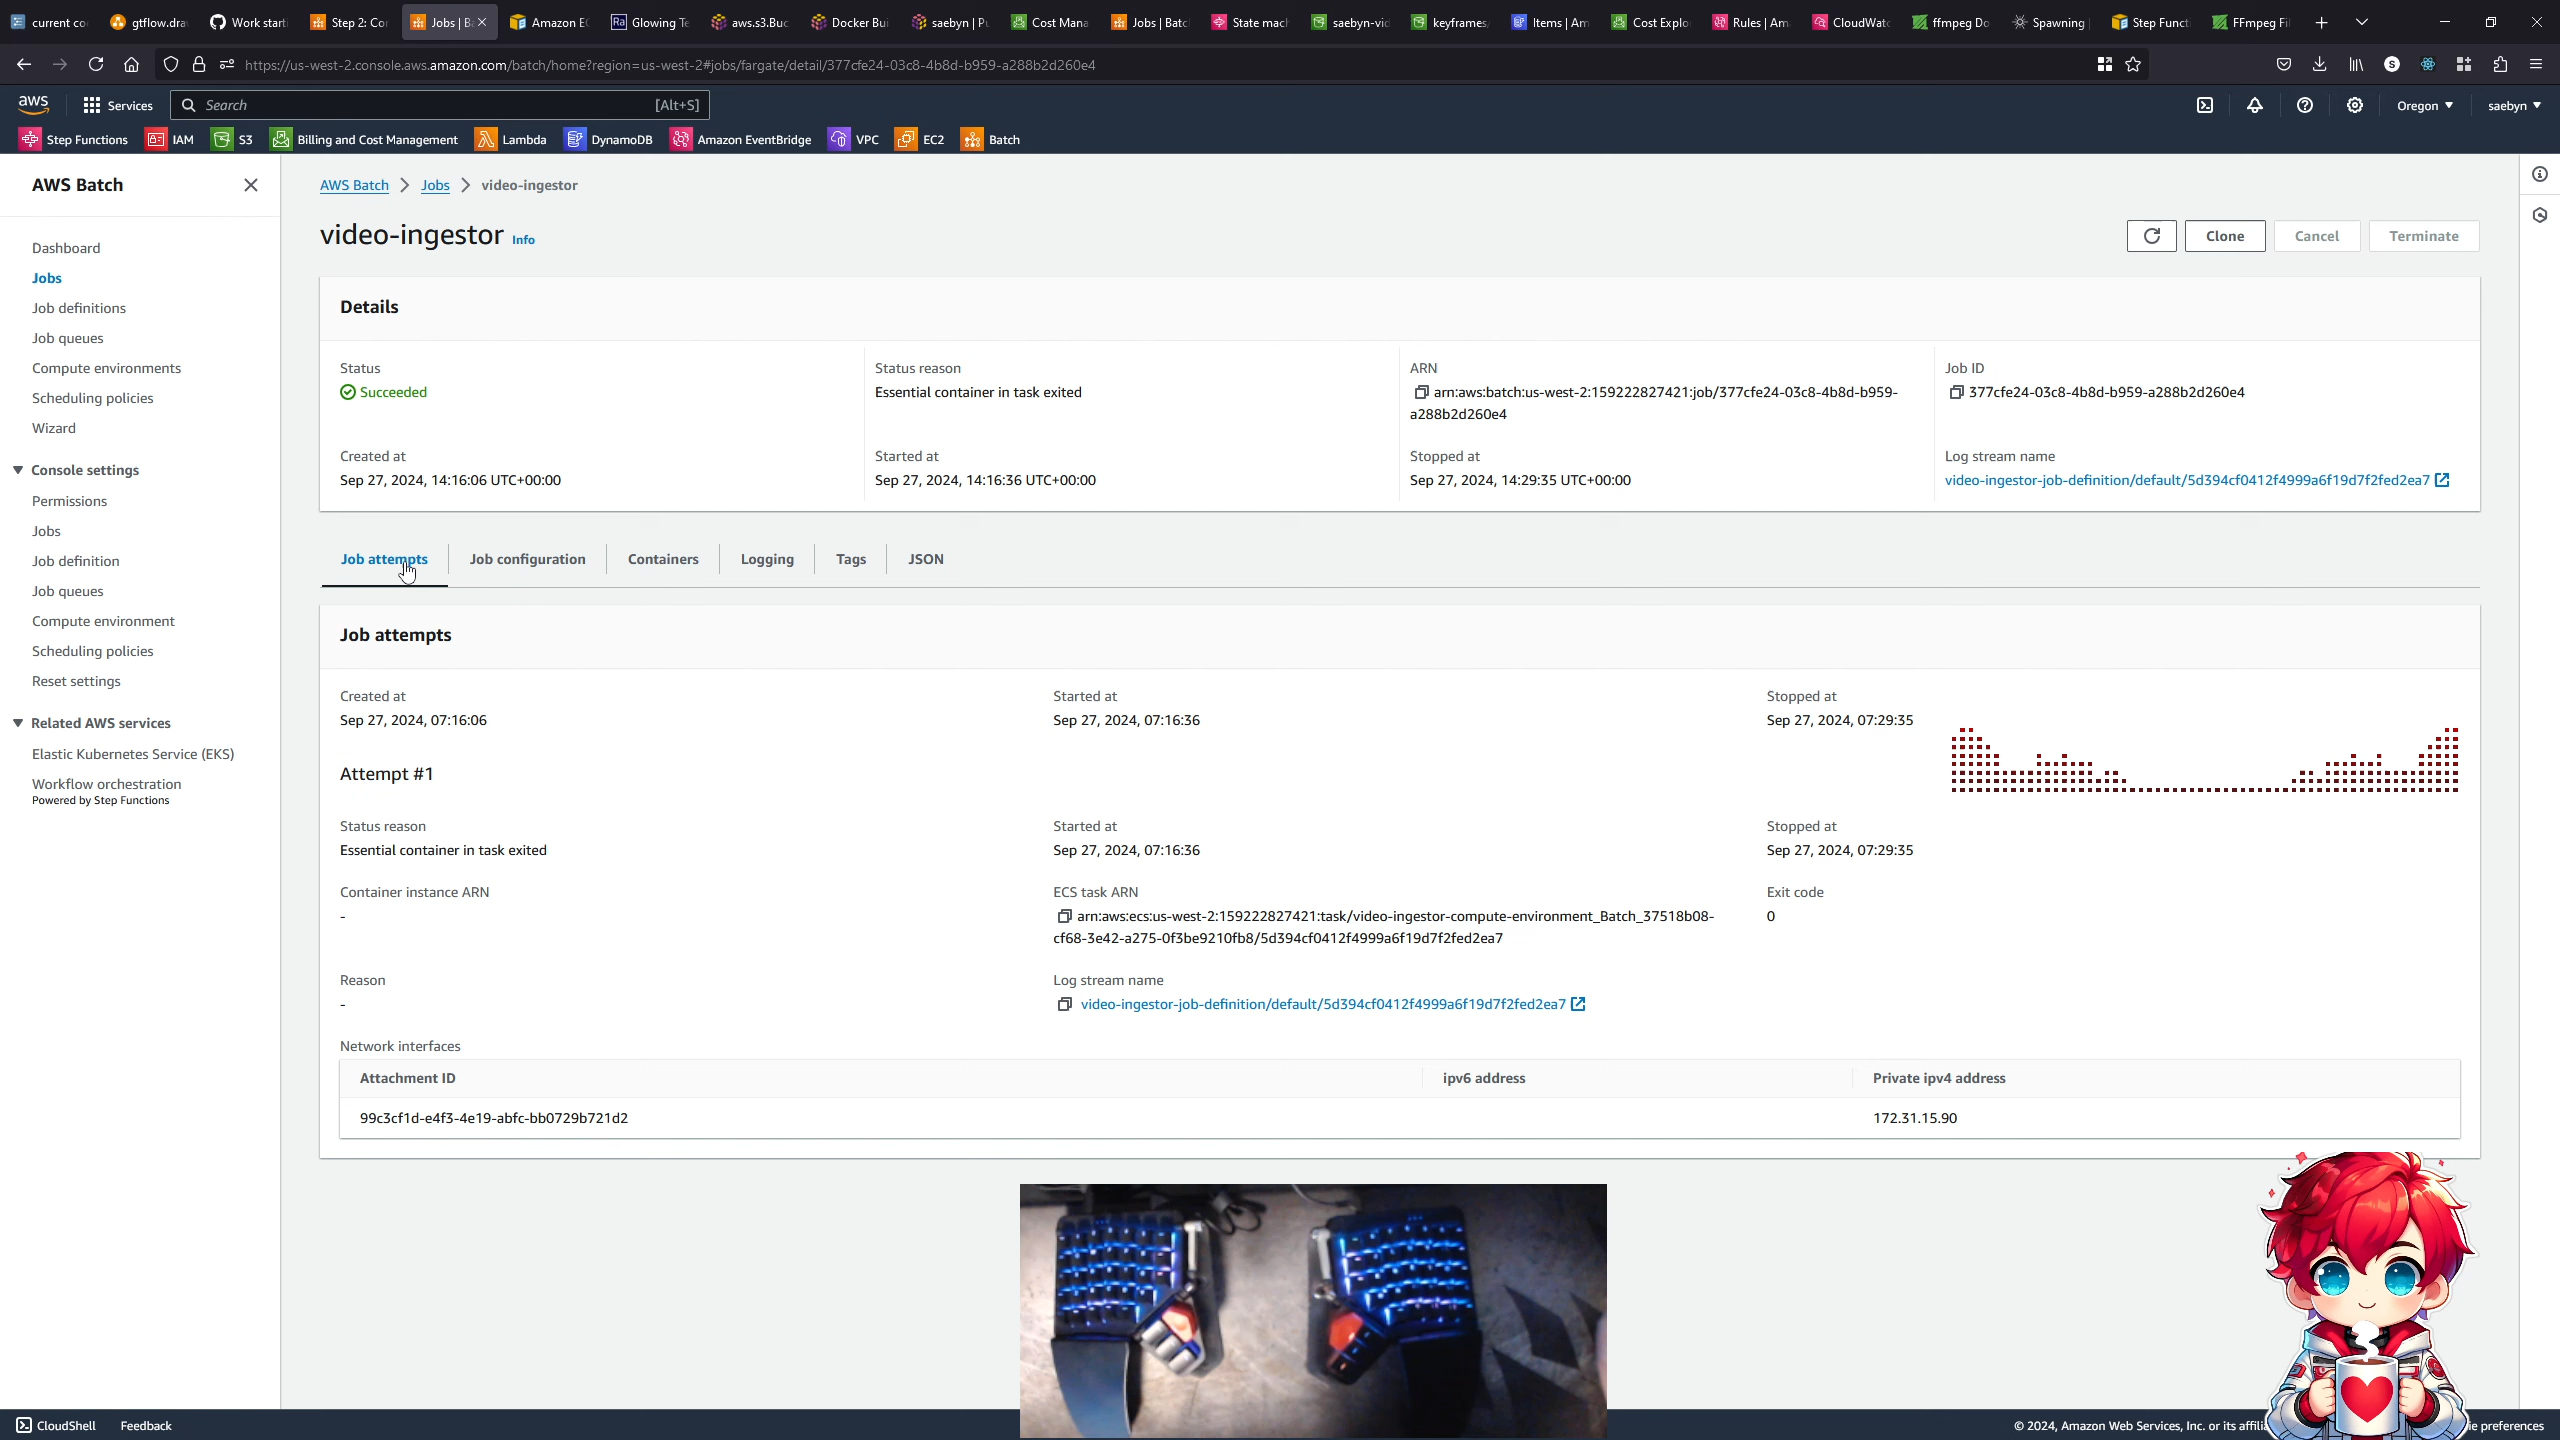 current co
gtflow.dra
Work starti
Step 2: Cor
Jobs | Ba
Amazon EC
Glowing Te
aws.s3.Buc
Docker Bui
saebyn | Pu
Cost Mana
Jobs | Batc
State mach
saebyn-vid
keyframes
Items | Am
Cost Explo
Rules | Am
CloudWatc
ffmpeg Do
Spawning
Step Functi
FFmpeg Fil
https://us-west-2.console.aws.amazon.com/batch/home?region=us-west-2#jobs/fargate/detail/377cfe24-03c8-4b8d-b959-a288b2d260e4
aws
Services
Search
[Alt+S]
Oregon
saebyn
Step Functions
IAM
S3
Billing and Cost Management
Lambda
DynamoDB
Amazon EventBridge
VPC
EC2
Batch
AWS Batch
Dashboard
Jobs
Job definitions
Job queues
Compute environments
Scheduling policies
Wizard
Console settings
Permissions
Jobs
Job definition
Job queues
Compute environment
Scheduling policies
Reset settings
Related AWS services
Elastic Kubernetes Service (EKS)
Workflow orchestration
Powered by Step Functions
AWS Batch
Jobs
video-ingestor
video-ingestor
Info
Clone
Cancel
Terminate
Details
Status
Succeeded
Status reason
Essential container in task exited
ARN
arn:aws:batch:us-west-2:159222827421:job/377cfe24-03c8-4b8d-b959-
a288b2d260e4
Job ID
377cfe24-03c8-4b8d-b959-a288b2d260e4
Created at
Sep 27, 2024, 14:16:06 UTC+00:00
Started at
Sep 27, 2024, 14:16:36 UTC+00:00
Stopped at
Sep 27, 2024, 14:29:35 UTC+00:00
Log stream name
video-ingestor-job-definition/default/5d394cf0412f4999a6f19d7f2fed2ea7
Job attempts
Job configuration
Containers
Logging
Tags
JSON
Job attempts
Created at
Sep 27, 2024, 07:16:06
Started at
Sep 27, 2024, 07:16:36
Stopped at
Sep 27, 2024, 07:29:35
Attempt #1
Status reason
Essential container in task exited
Started at
Sep 27, 2024, 07:16:36
Stopped at
Sep 27, 2024, 07:29:35
Container instance ARN
-
ECS task ARN
arn:aws:ecs:us-west-2:159222827421:task/video-ingestor-compute-environment_Batch_37518b08-
cf68-3e42-a275-0f3be9210fb8/5d394cf0412f4999a6f19d7f2fed2ea7
Exit code
0
Reason
-
Log stream name
video-ingestor-job-definition/default/5d394cf0412f4999a6f19d7f2fed2ea7
Network interfaces
Attachment ID
ipv6 address
Private ipv4 address
99c3cf1d-e4f3-4e19-abfc-bb0729b721d2
172.31.15.90
CloudShell
Feedback
© 2024, Amazon Web Services, Inc. or its affili
preferences